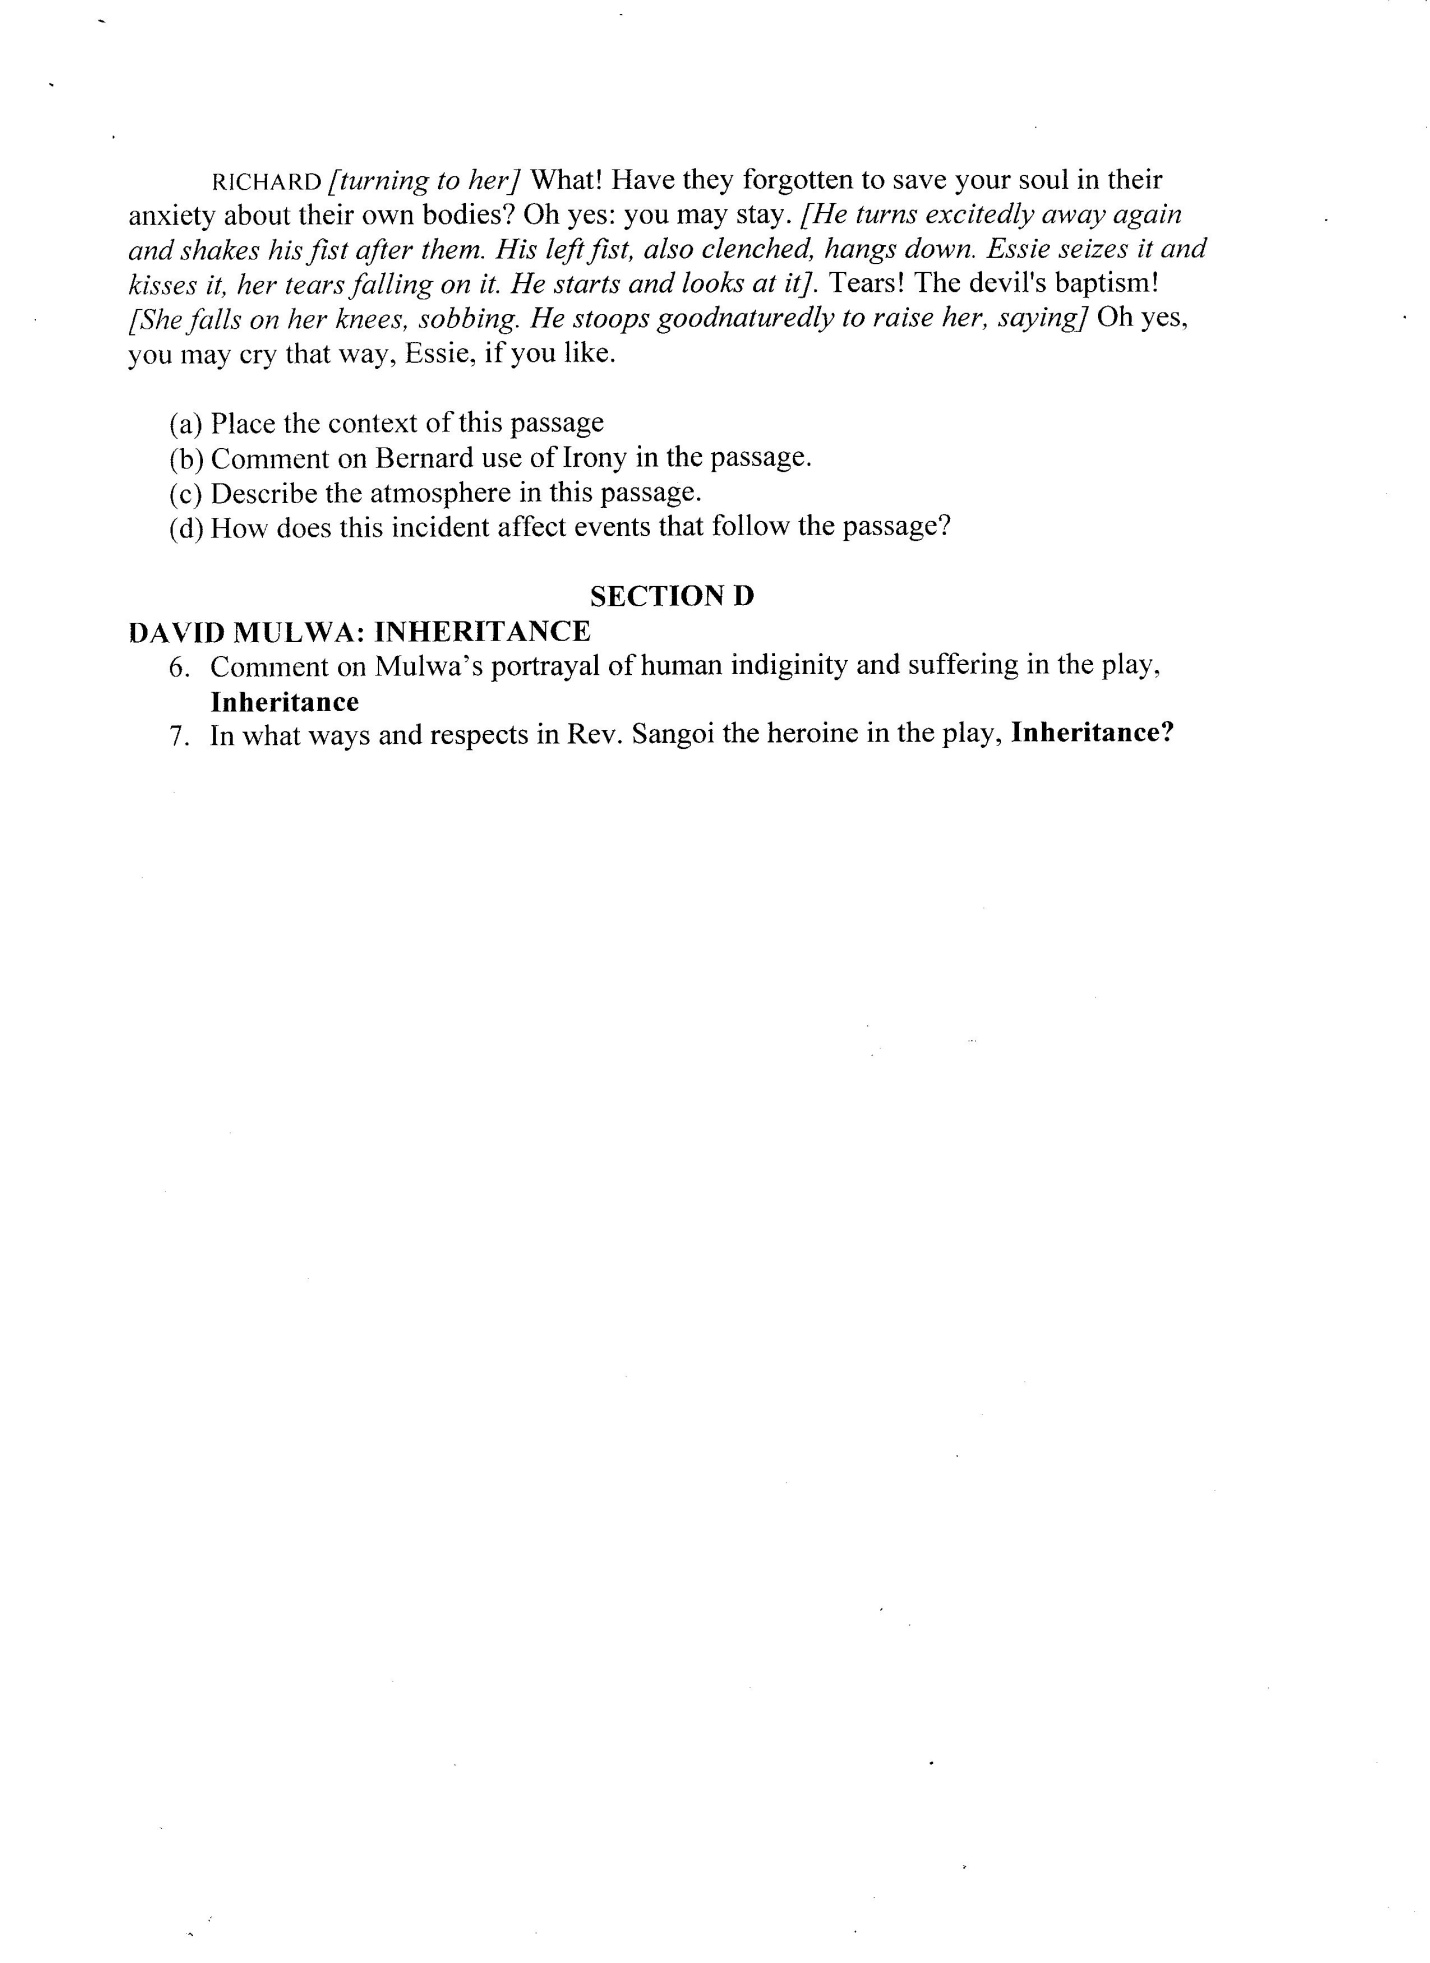 RICHARD [turning to her] What! Have they forgotten to save your soul in their
anxiety about their own bodies? Oh yes: you may stay. [He turns excitedly away again
and shakes his fist after them. His left fist, also clenched, hangs down. Essie seizes it and
kisses it, her tears falling on it. He starts and looks at it]. Tears! The devil's baptism!
[She falls on her knees, sobbing. He stoops goodnaturedly to raise her, saying] Oh yes,
you may cry that way, Essie, if you like.
(a) Place the context of this passage
(b) Comment on Bernard use of Irony in the passage.
(c) Describe the atmosphere in this passage.
(d) How does this incident affect events that follow the passage?
SECTION D
DAVID MULWA: INHERITANCE
6. Comment on Mulwa's portrayal of human indiginity and suffering in the play,
Inheritance
7. In what ways and respects in Rev. Sangoi the heroine in the play, Inheritance?